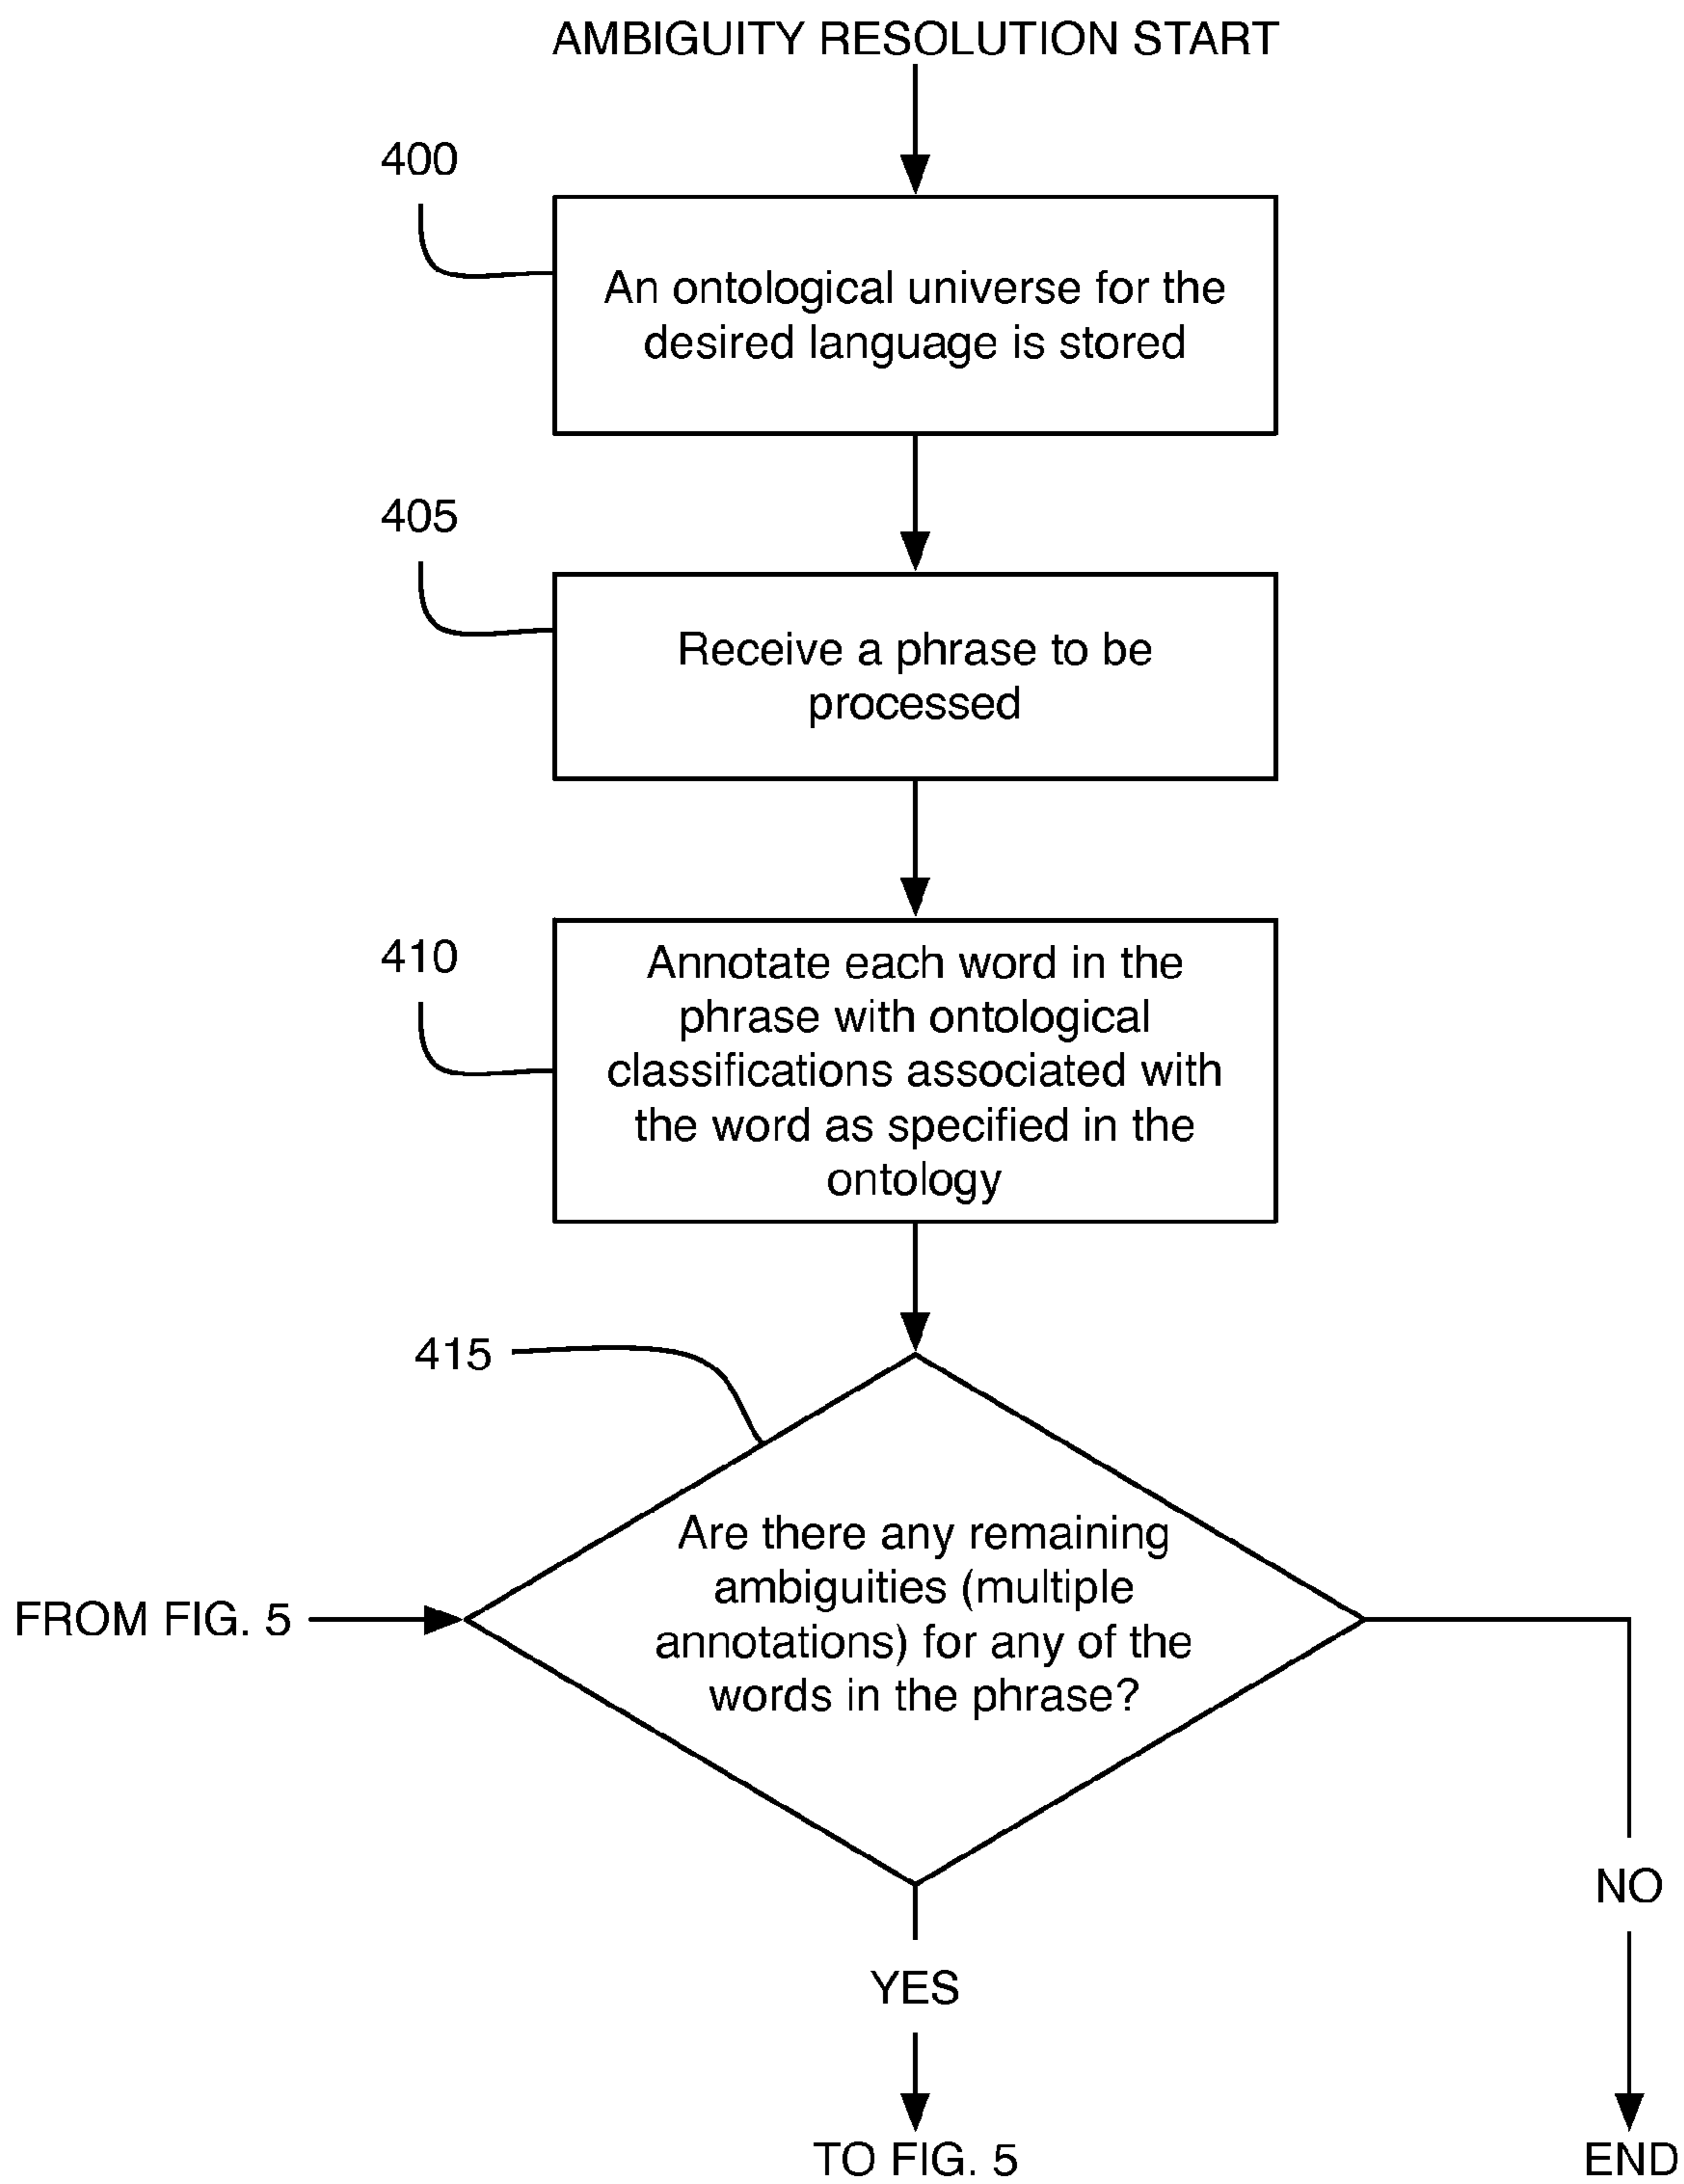 AMBIGUITY RESOLUTION START
400
An ontological universe for the
desired language is stored
405
Receive a phrase to be
processed
410
Annotate each word in the
phrase with ontological
classifications associated with
the word as specified in the
ontology
415
Are there any remaining
ambiguities (multiple
annotations) for any of the
words in the phrase?
FROM FIG. 5
NO
YES
TO FIG. 5
END